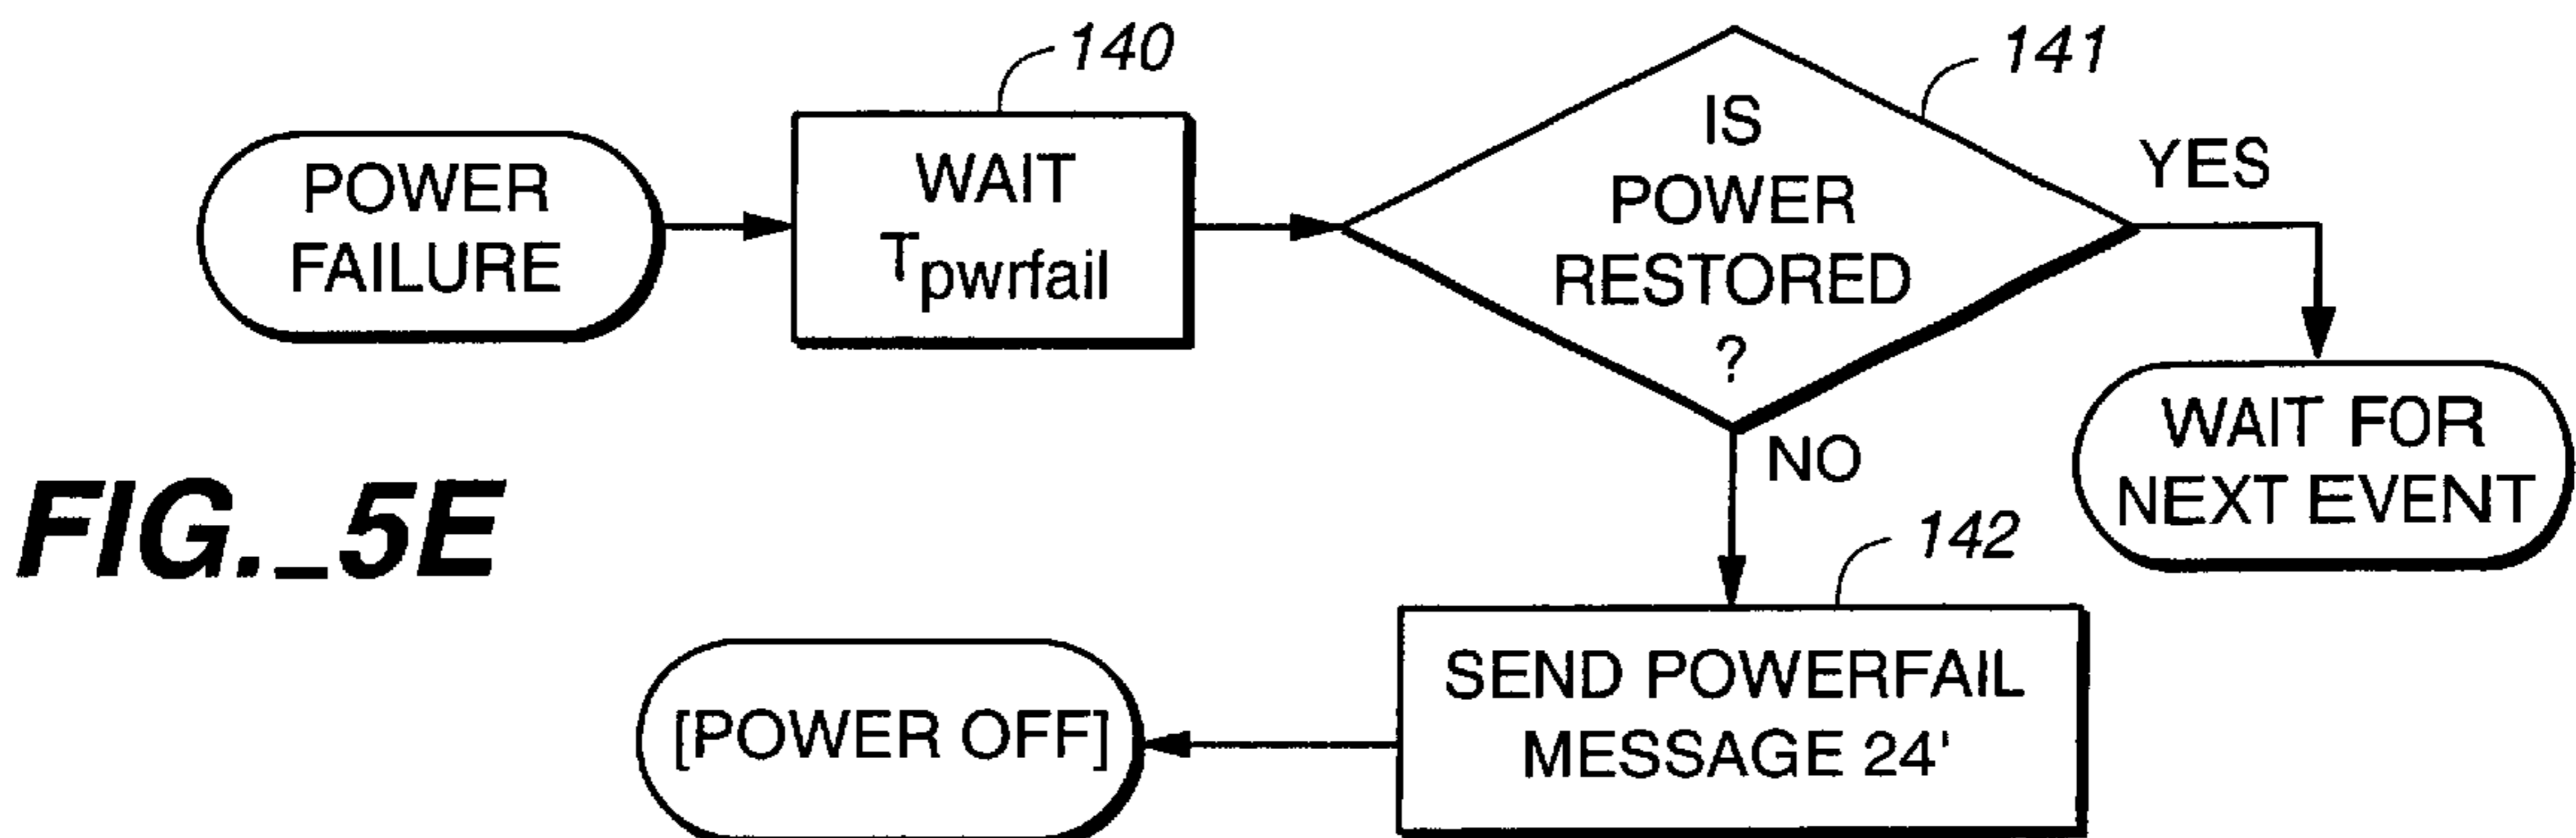 140
141
POWER
FAILURE
WAIT
Tpwrfail
IS
POWER
RESTORED
?
YES
NO
WAIT FOR
NEXT EVENT
FIG._5E
142
SEND POWERFAIL
MESSAGE 24'
[POWER OFF]